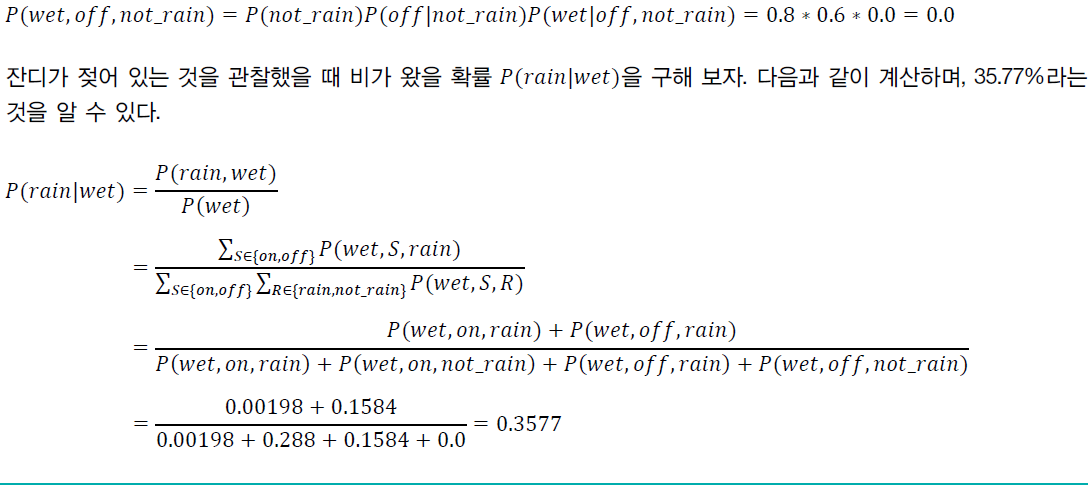 P(wet, off, not_rain) = P(not_rain)P(off|not_rain)P(wet|off, not_rain) = 0.8 * 0.6 * 0.0 = 0.0
잔디가 젖어 있는 것을 관찰했을 때 비가 왔을 확률 P(rain|wet)을 구해 보자. 다음과 같이 계산하며, 35.77%라는
것을 알 수 있다.
P(rain|wet) = \frac{P(rain, wet)}{P(wet)}
= \frac{∑_{S∈{on,off}} P(wet, S, rain)}{∑_{S∈{on,off}} ∑_{R∈{rain,not_rain}} P(wet, S, R)}
= \frac{P(wet, on, rain) + P(wet, off, rain)}{P(wet, on, rain) + P(wet, on, not_rain) + P(wet, off, rain) + P(wet, off, not_rain)}
= \frac{0.00198 + 0.1584}{0.00198 + 0.288 + 0.1584 + 0.0} = 0.3577